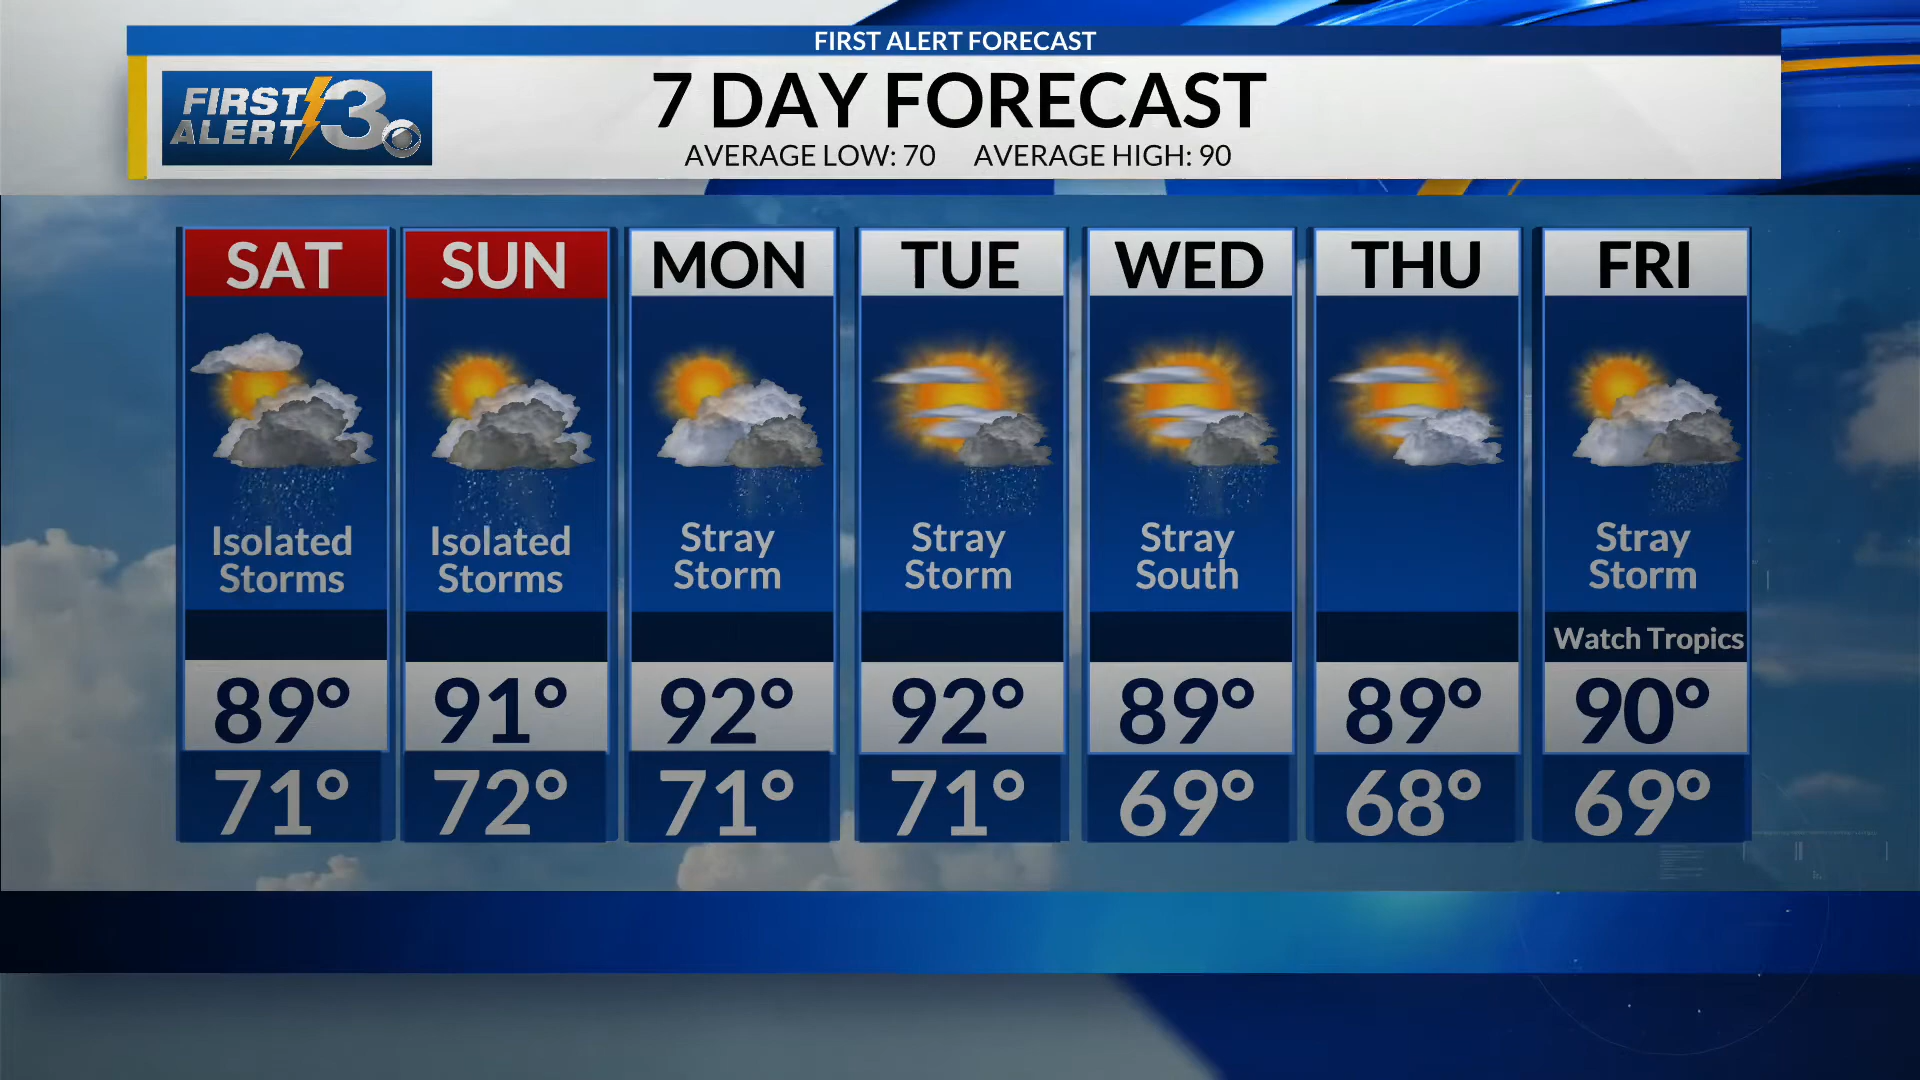 FIRST ALERT FORECAST
FIRST
ALERT
3
7 DAY FORECAST
AVERAGE LOW: 70 AVERAGE HIGH: 90
SAT
Isolated
Storms
89°
71°
SUN
Isolated
Storms
91°
72°
MON
Stray
Storm
92°
71°
TUE
Stray
Storm
92°
71°
WED
Stray
South
89°
69°
THU
89°
68°
FRI
Stray
Storm
Watch Tropics
90°
69°